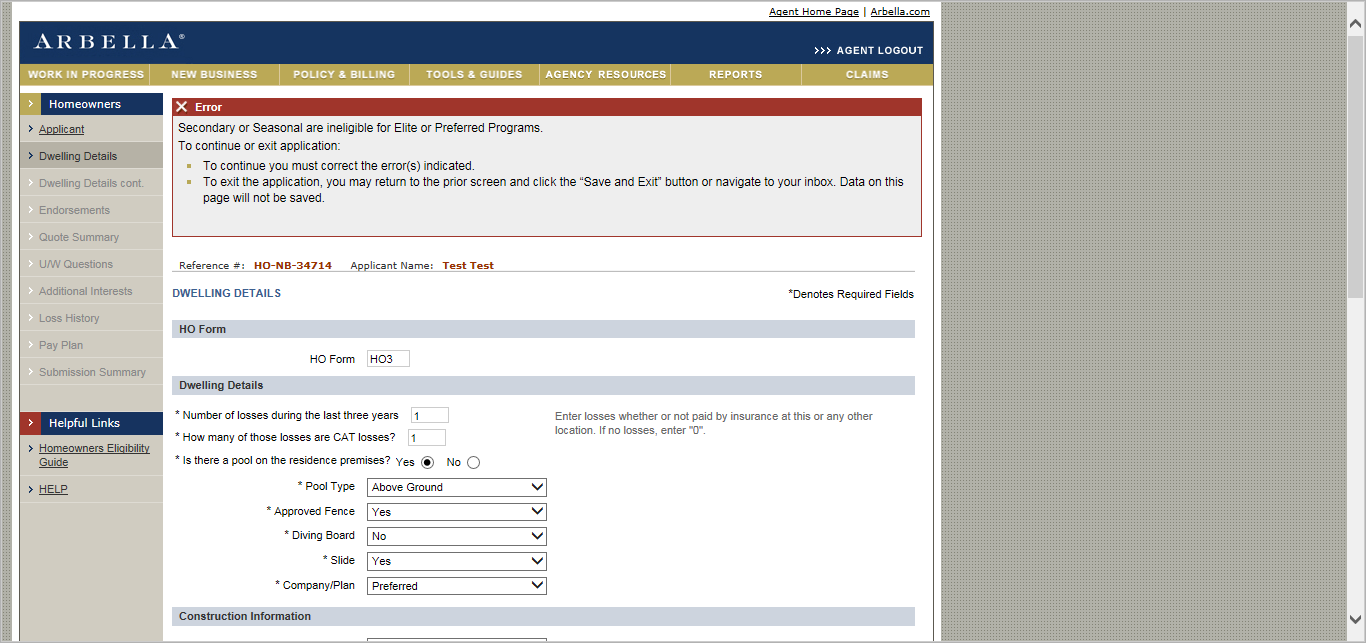 Agent Home Page | Arbella.com
ARBELLA®
>>> AGENT LOGOUT
WORK IN PROGRESS NEW BUSINESS POLICY & BILLING TOOLS & GUIDES AGENCY RESOURCES REPORTS CLAIMS
Homeowners
Applicant
Dwelling Details
Dwelling Details cont.
Endorsements
Quote Summary
U/W Questions
Additional Interests
Loss History
Pay Plan
Submission Summary
Helpful Links
Homeowners Eligibility
Guide
HELP
Error
Secondary or Seasonal are ineligible for Elite or Preferred Programs.
To continue or exit application:
To continue you must correct the error(s) indicated.
To exit the application, you may return to the prior screen and click the “Save and Exit” button or navigate to your inbox. Data on this
page will not be saved.
Reference #: HO-NB-34714 Applicant Name: Test Test
DWELLING DETAILS
*Denotes Required Fields
HO Form
HO Form HO3
Dwelling Details
* Number of losses during the last three years 1
Enter losses whether or not paid by insurance at this or any other
location. If no losses, enter "0".
* How many of those losses are CAT losses? 1
* Is there a pool on the residence premises? Yes No
* Pool Type Above Ground
* Approved Fence Yes
* Diving Board No
* Slide Yes
* Company/Plan Preferred
Construction Information